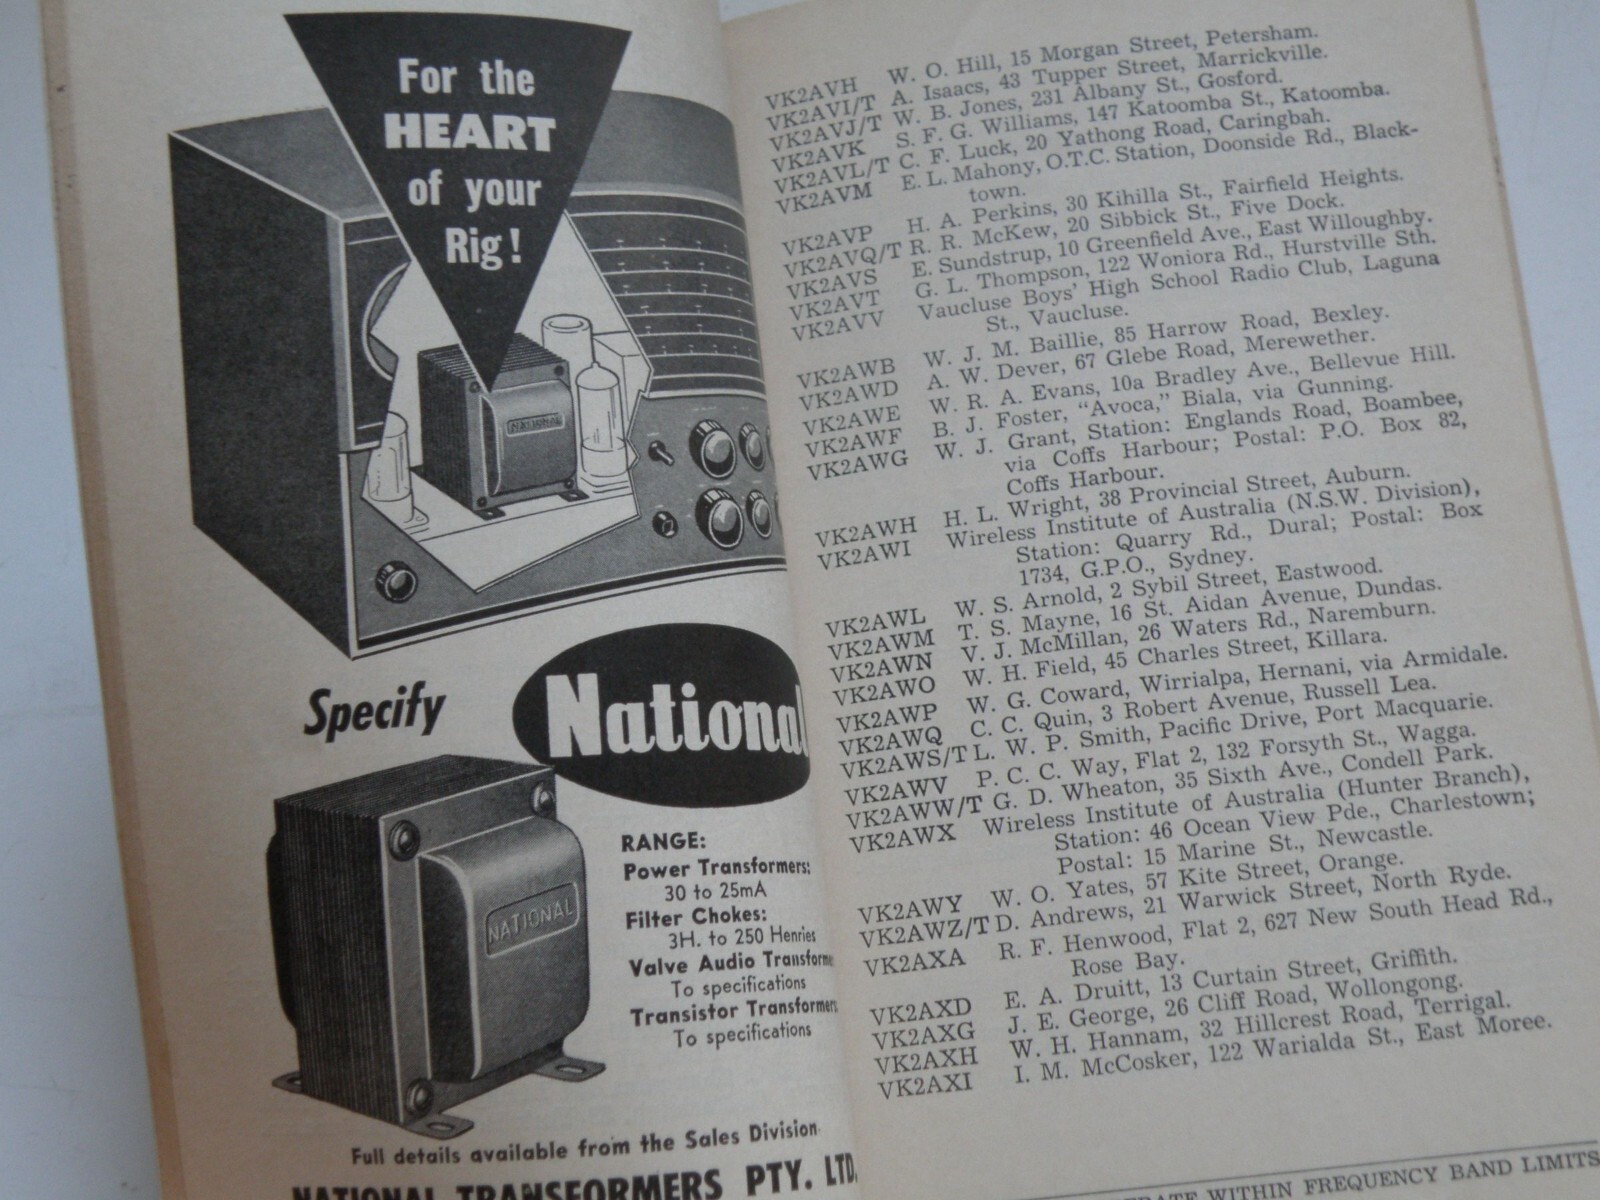 For the
HEART
of your
Rig!
NATIONAL
Specify
National
NATIONAL
RANGE:
Power Transformers:
30 to 25mA
Filter Chokes:
3H. to 250 Henries
Valve Audio Transforme
To specifications
Transistor Transformers
To specifications
Full details available from the Sales Division
NATIONAL TRANSFORMERS PTY. LTD.
VK2AVH W. O. Hill, 15 Morgan Street, Petersham.
VK2AVI/T A. Isaacs, 43 Tupper Street, Marrickville.
VK2AVJ/T W. B. Jones, 231 Albany St., Gosford.
VK2AVK S. F. G. Williams, 147 Katoomba St., Katoomba.
VK2AVL/T C. F. Luck, 20 Yathong Road, Caringbah.
VK2AVM E. L. Mahony, O.T.C. Station, Doonside Rd., Black-
town.
VK2AVP H. A. Perkins, 30 Kihilla St., Fairfield Heights.
VK2AVQ/T R. R. McKew, 20 Sibbick St., Five Dock.
VK2AVS E. Sundstrup, 10 Greenfield Ave., East Willoughby.
VK2AVT G. L. Thompson, 122 Woniora Rd., Hurstville Sth.
VK2AVV Vaucluse Boys' High School Radio Club, Laguna
St., Vaucluse.
VK2AWB W. J. M. Baillie, 85 Harrow Road, Bexley.
VK2AWD A. W. Dever, 67 Glebe Road, Merewether.
VK2AWE W. R. A. Evans, 10a Bradley Ave., Bellevue Hill.
VK2AWF B. J. Foster, "Avoca," Biala, via Gunning.
VK2AWG W. J. Grant, Station: Englands Road, Boambee,
via Coffs Harbour; Postal: P.O. Box 82,
Coffs Harbour.
VK2AWH H. L. Wright, 38 Provincial Street, Auburn.
VK2AWI Wireless Institute of Australia (N.S.W. Division),
Station: Quarry Rd., Dural; Postal: Box
1734, G.P.O., Sydney.
VK2AWL W. S. Arnold, 2 Sybil Street, Eastwood.
VK2AWM T. S. Mayne, 16 St. Aidan Avenue, Dundas.
VK2AWN V. J. McMillan, 26 Waters Rd., Naremburn.
VK2AWO W. H. Field, 45 Charles Street, Killara.
VK2AWP W. G. Coward, Wirrialpa, Hernani, via Armidale.
VK2AWQ C. C. Quin, 3 Robert Avenue, Russell Lea.
VK2AWS/T L. W. P. Smith, Pacific Drive, Port Macquarie.
VK2AWV P. C. C. Way, Flat 2, 132 Forsyth St., Wagga.
VK2AWW/T G. D. Wheaton, 35 Sixth Ave., Condell Park.
VK2AWX Wireless Institute of Australia (Hunter Branch),
Station: 46 Ocean View Pde., Charlestown;
Postal: 15 Marine St., Newcastle.
VK2AWY W. O. Yates, 57 Kite Street, Orange.
VK2AWZ/T D. Andrews, 21 Warwick Street, North Ryde.
VK2AXA R. F. Henwood, Flat 2, 627 New South Head Rd.,
Rose Bay.
VK2AXD E. A. Druitt, 13 Curtain Street, Griffith.
VK2AXG J. E. George, 26 Cliff Road, Wollongong.
VK2AXH W. H. Hannam, 32 Hillcrest Road, Terrigal.
VK2AXI I. M. McCosker, 122 Warialda St., East Moree.
WITHIN FREQUENCY BAND LIMITS